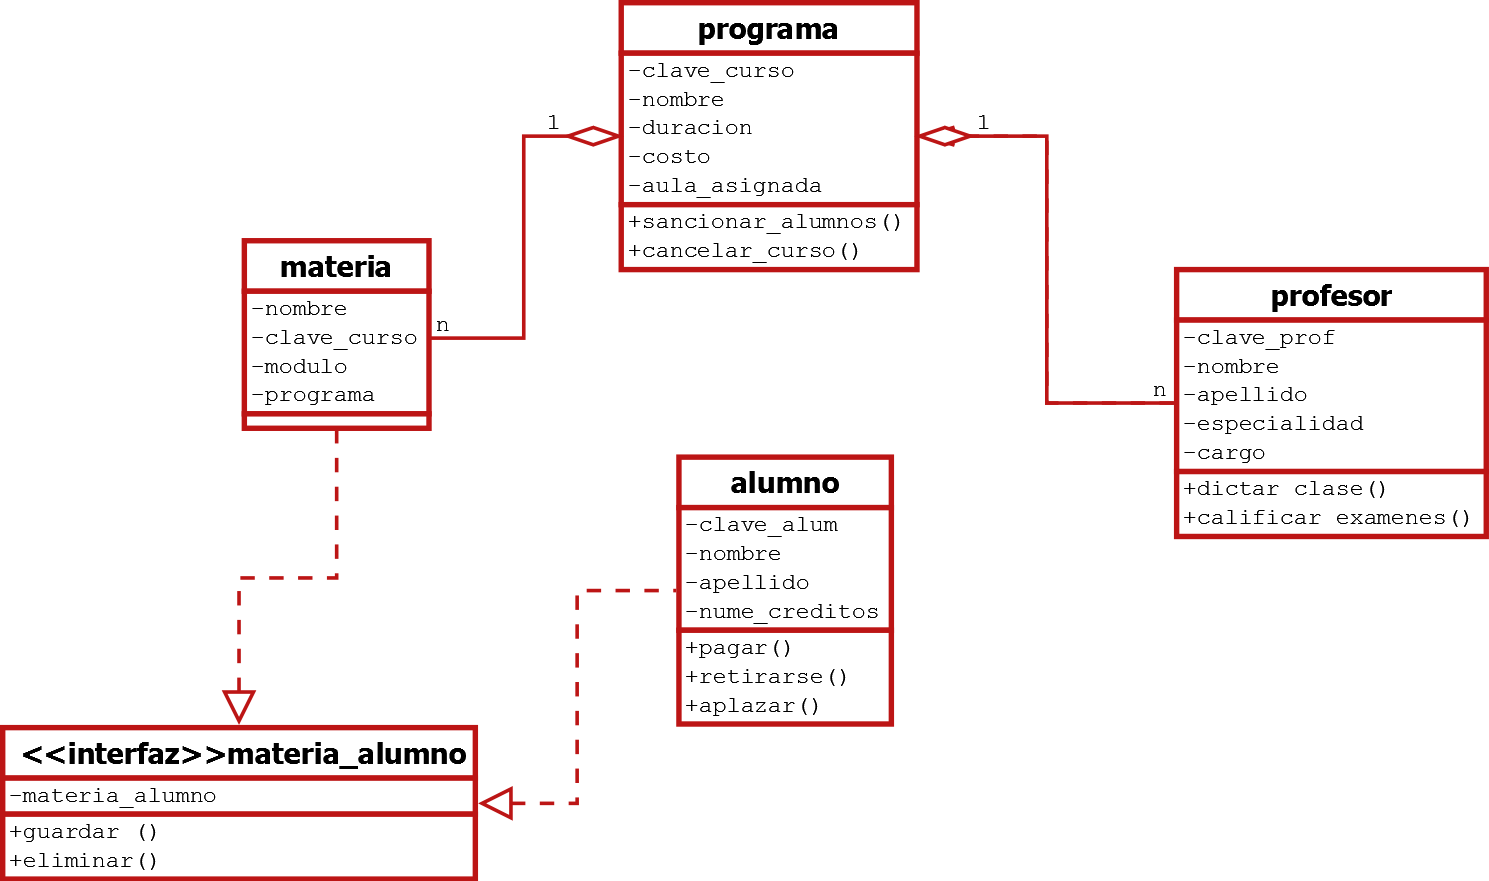 programa
-clave_curso
-nombre
-duracion
-costo
-aula_asignada
+sancionar_alumnos()
+cancelar_curso()
1
1
materia
-nombre
-clave_curso
-modulo
-programa
n
profesor
-clave_prof
-nombre
-apellido
-especialidad
-cargo
+dictar clase()
+calificar examenes()
n
alumno
-clave_alum
-nombre
-apellido
-nume_creditos
+pagar()
+retirarse()
+aplazar()
<<interfaz>>materia_alumno
-materia_alumno
+guardar ()
+eliminar()